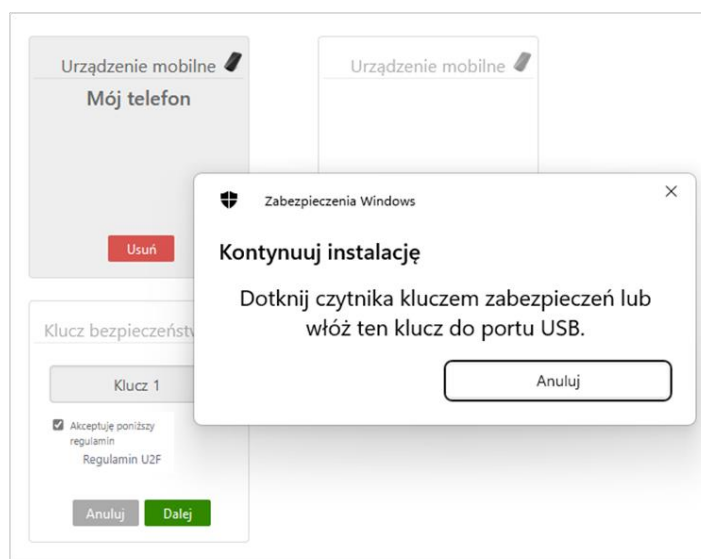 Urządzenie mobilne
Mój telefon
Usuń
Urządzenie mobilne
Zabezpieczenia Windows
Kontynuuj instalację
Dotknij czytnika kluczem zabezpieczeń lub
włóż ten klucz do portu USB.
Anuluj
Klucz bezpieczeństw
Klucz 1
Akceptuję poniższy
regulamin
Regulamin U2F
Anuluj
Dalej